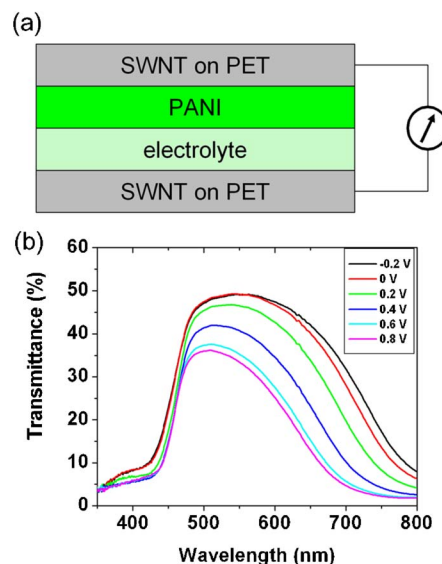 (a)
SWNT on PET
PANI
electrolyte
SWNT on PET
(b)
60
50
40
30
20
10
0
Transmittance (%)
-0.2 V
0 V
0.2 V
0.4 V
0.6 V
0.8 V
400 500 600 700 800
Wavelength (nm)